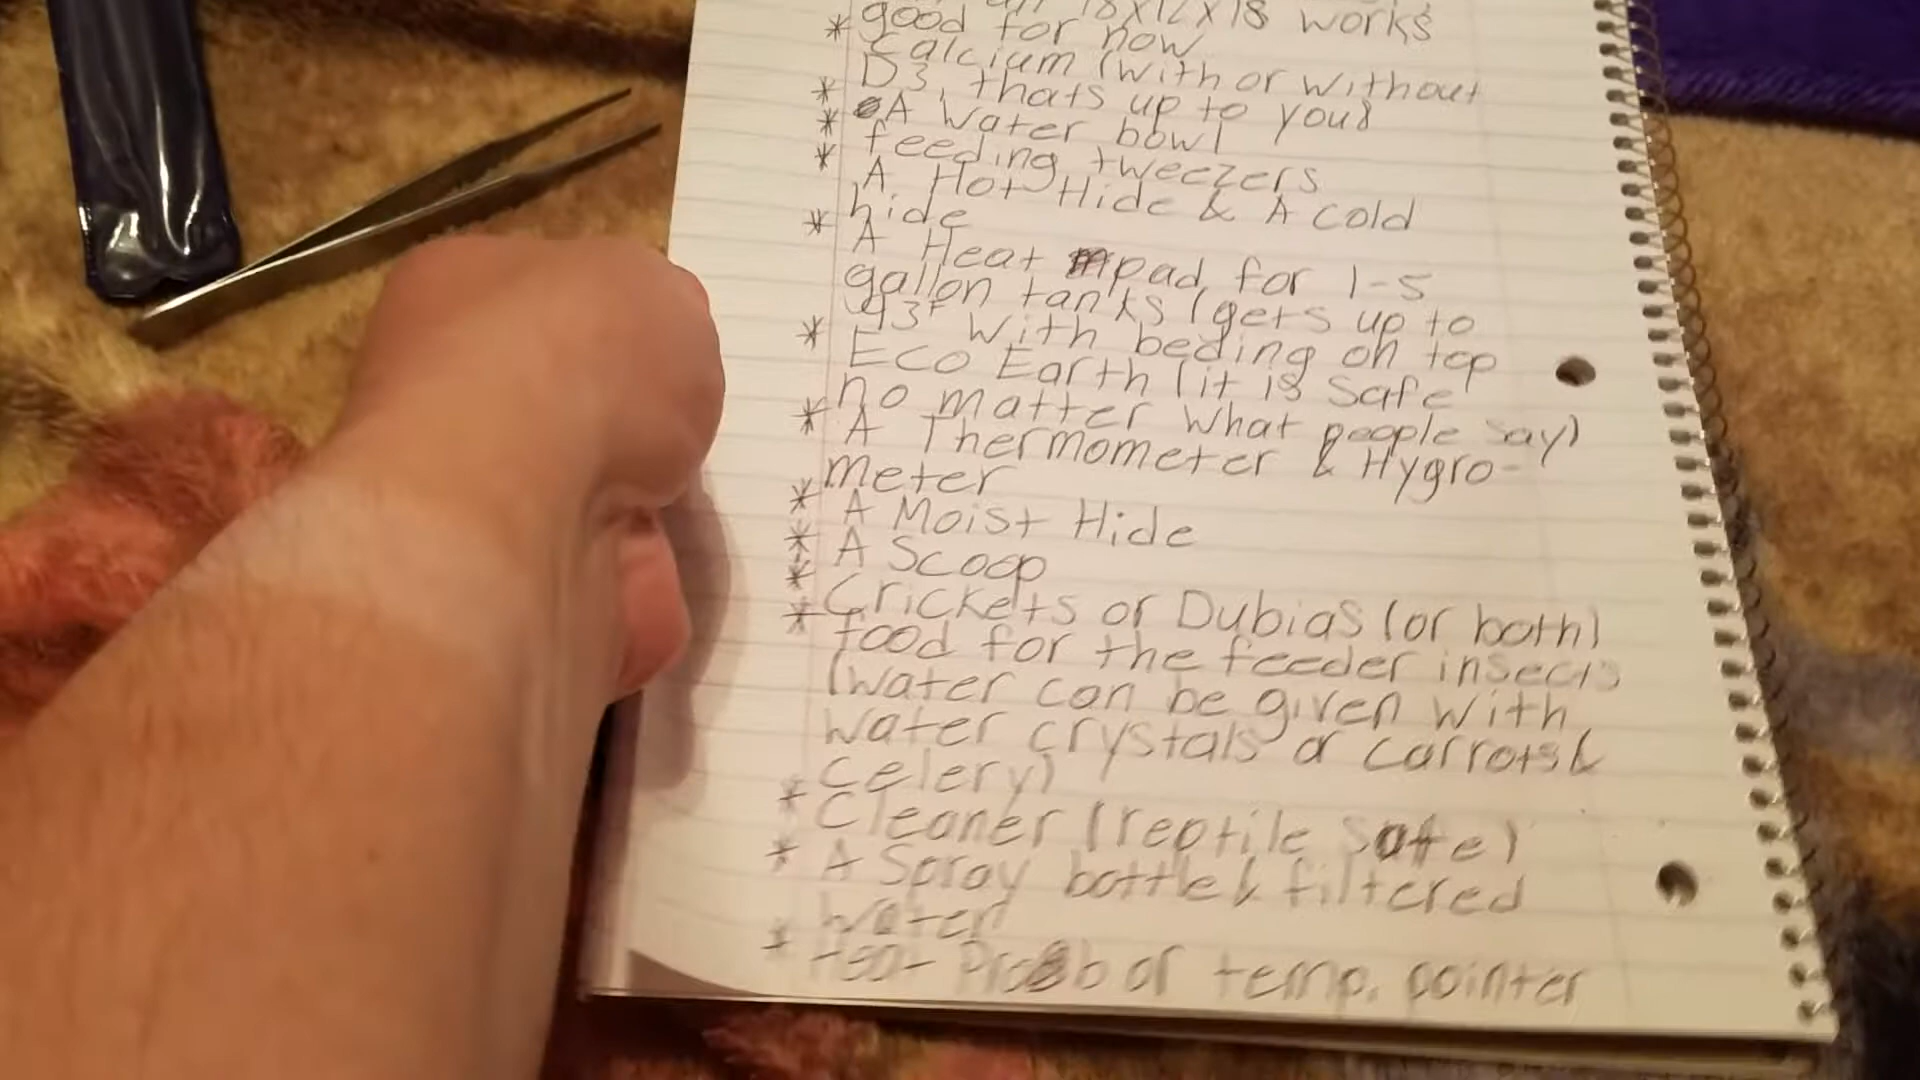 18x12x18 works
good for now
* Calcium (with or without
D3, thats up to you)
* A Water bowl
* feeding tweezers
* A Hot Hide & A cold
hide
* A Heat pad for 1-5
gallon tanks (gets up to
93° with beding on top
* Eco Earth (it is safe
no matter what people say)
* A Thermometer & Hygro-
meter
* A Moist Hide
* A Scoop
* Crickets or Dubias (or both)
* food for the feeder insects
(water can be given with
water crystals or carrots &
celery)
* Cleaner (reptile safe)
* A Spray bottle & filtered
water
* Prob or temp. pointer